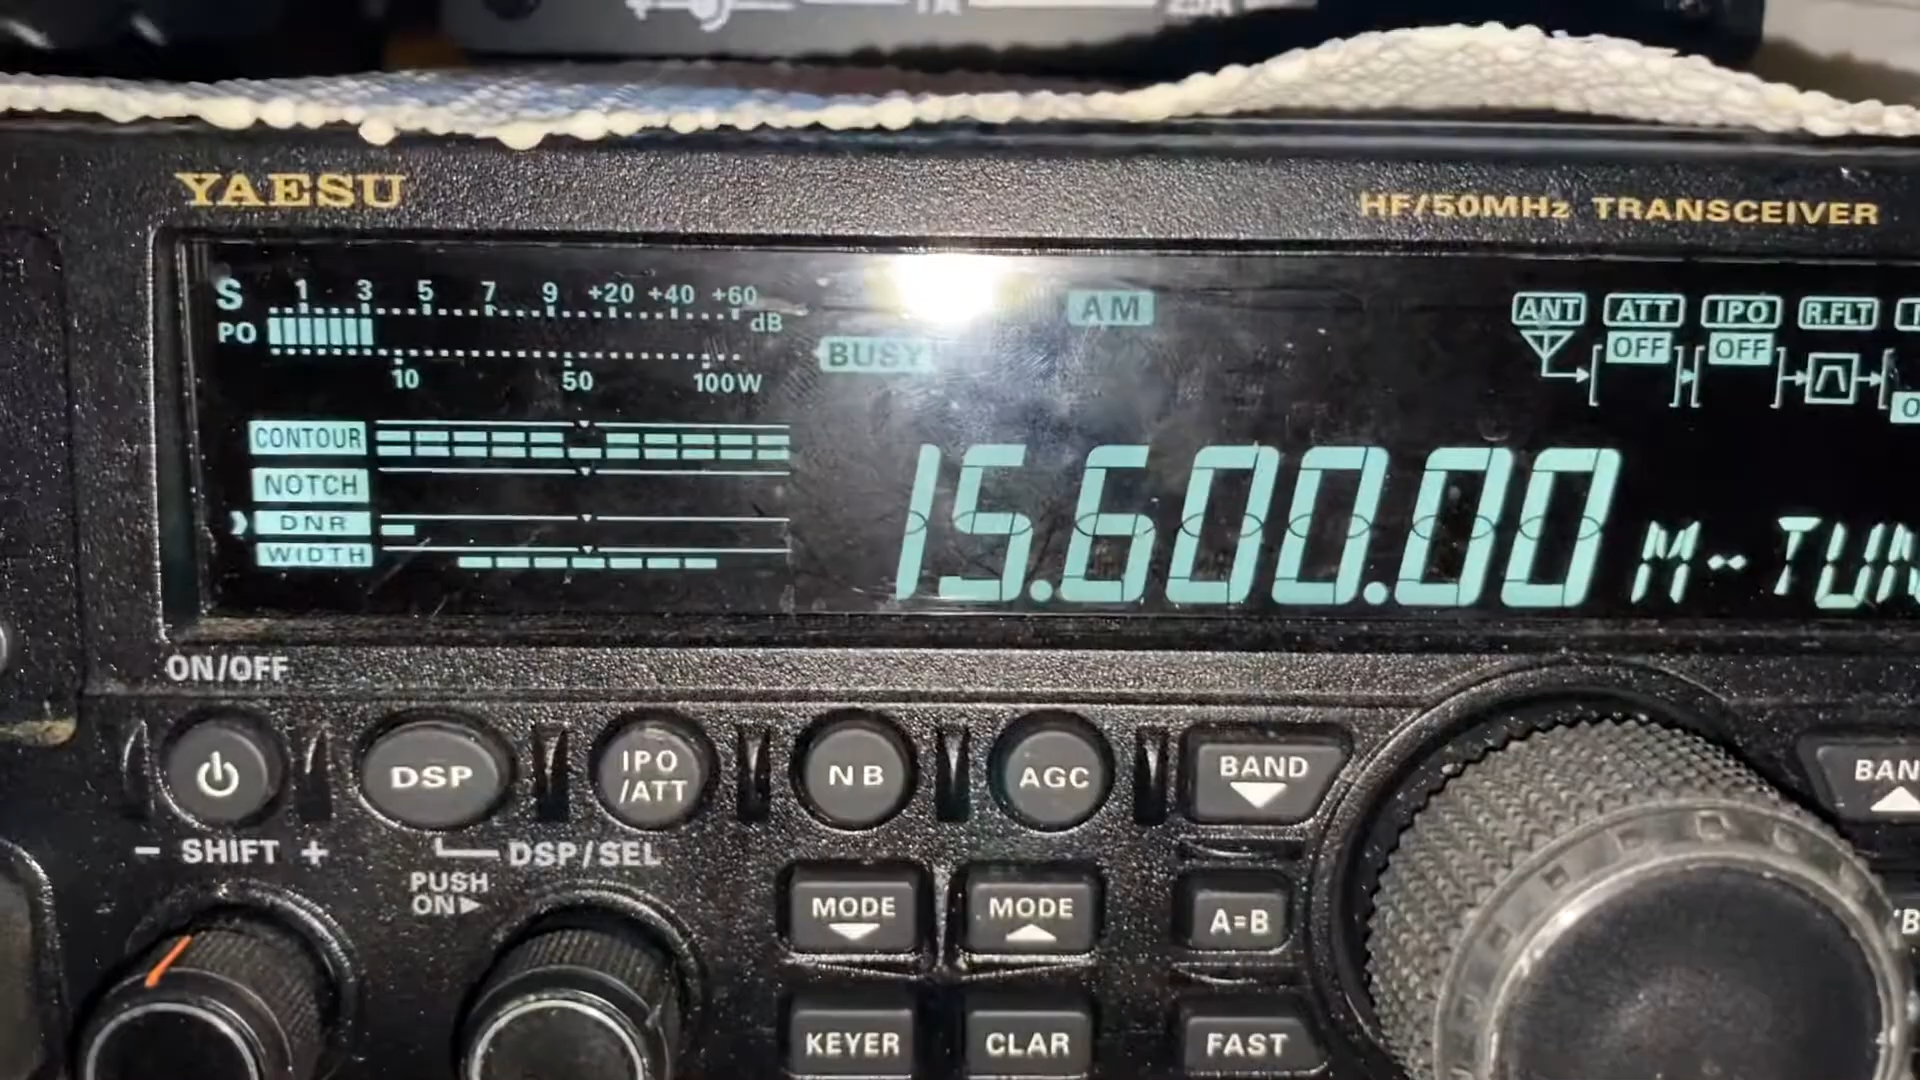 YAESU
HF/50MHz TRANSCEIVER
S 1 3 5 7 9 +20 +40 +60
dB
PO
10 50 100W
AM
BUSY
ANT ATT IPO R.FLT
OFF OFF
CONTOUR
NOTCH
DNR
WIDTH
15.600.00
ON/OFF
DSP
IPO
/ATT
NB
AGC
BAND
- SHIFT +
DSP/SEL
PUSH
ON
MODE
MODE
A=B
KEYER
CLAR
FAST